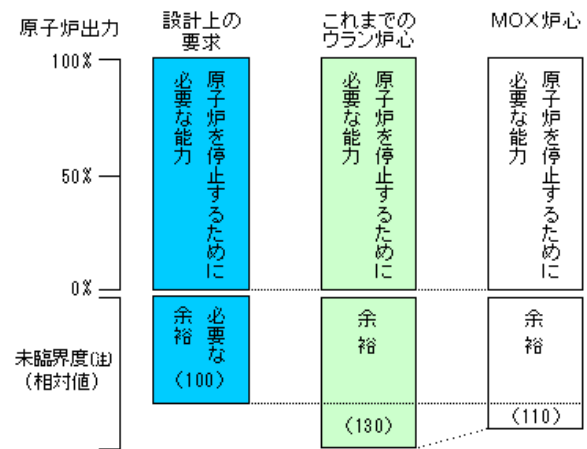 原子炉出力
設計上の
要求
これまでの
ウラン炉心
MOX炉心
100%
50%
0%
原子炉を停止するために
必要な能力
原子炉を停止するために
必要な能力
原子炉を停止するために
必要な能力
未臨界度(注)
(相対値)
必要な
余裕
(100)
余裕
(130)
余裕
(110)